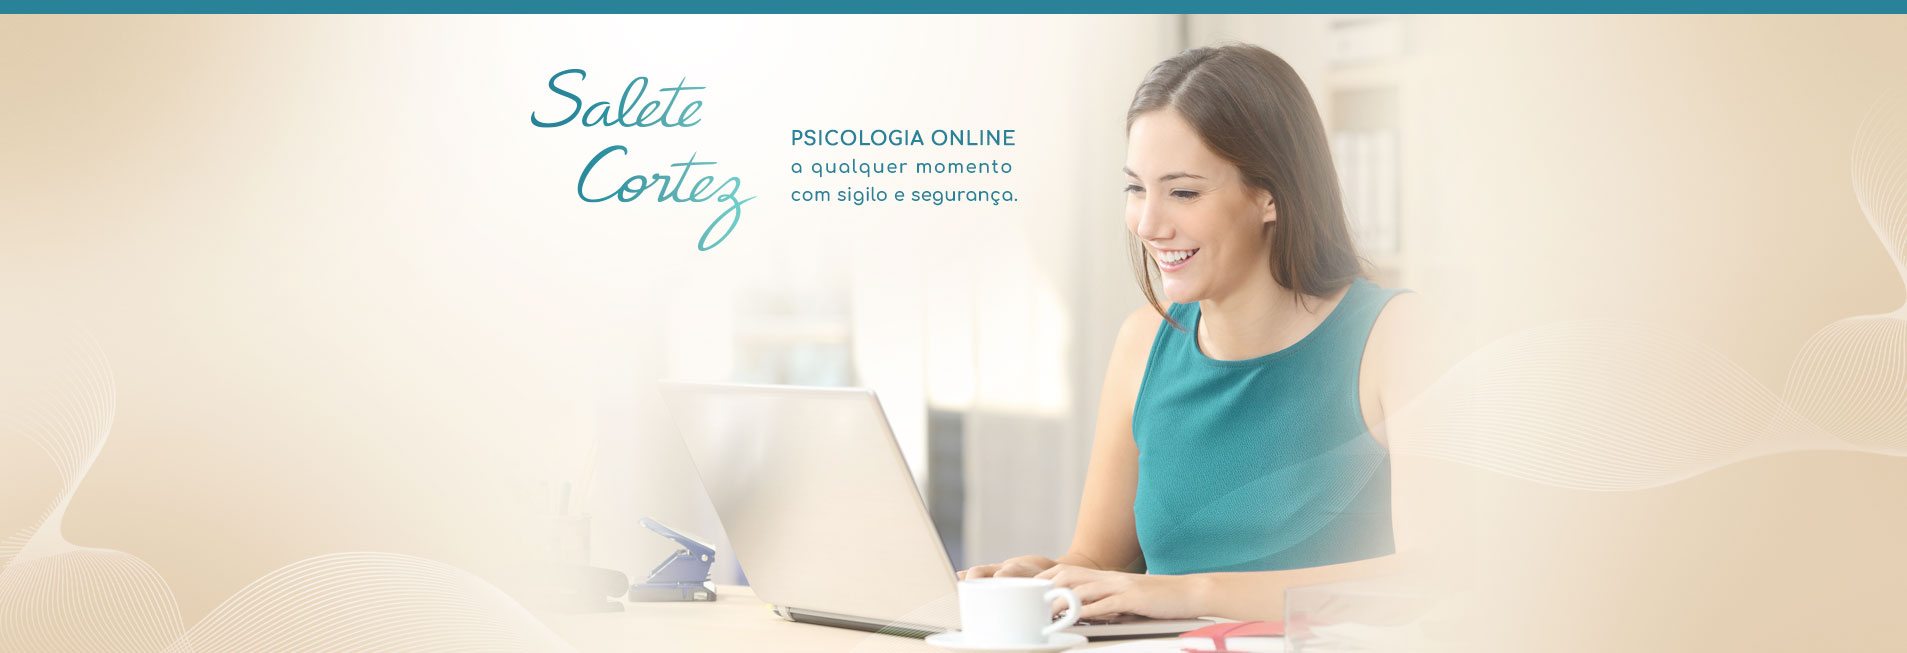 Salete
Cortez
PSICOLOGIA ONLINE
a qualquer momento
com sigilo e segurança.